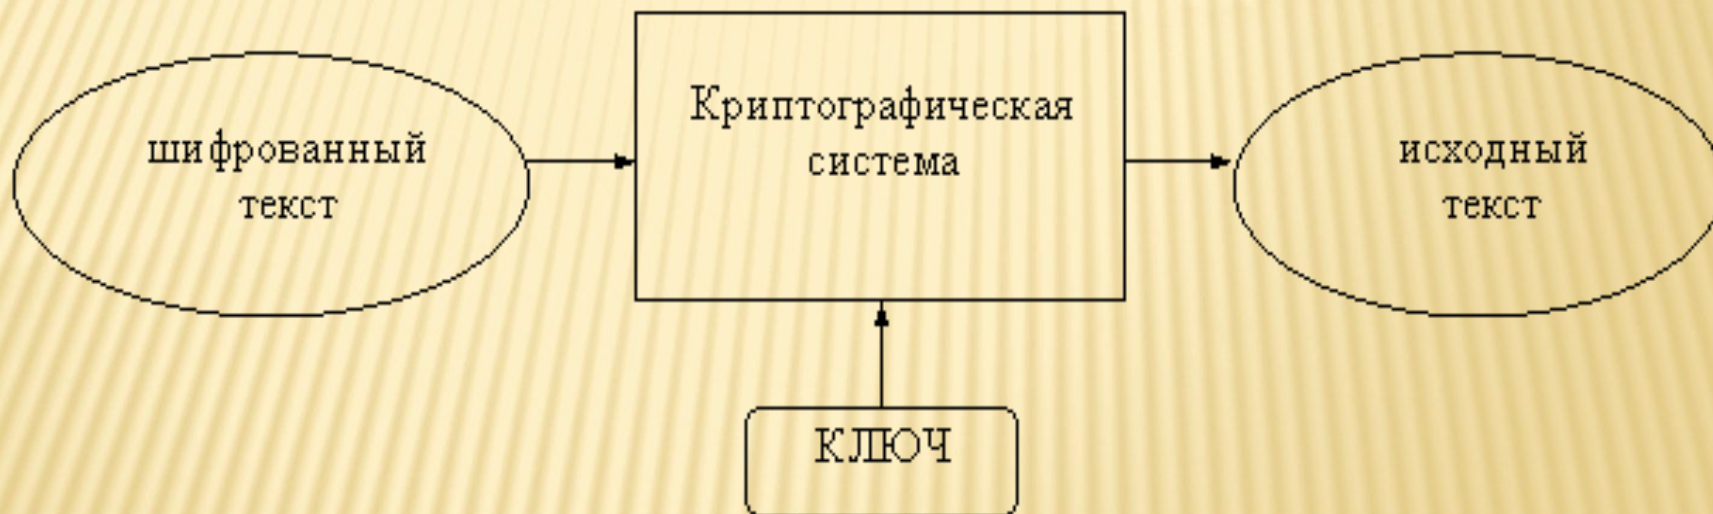 шифрованный
текст
Криптографическая
система
исходный
текст
КЛЮЧ